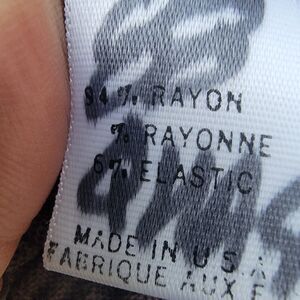 94% RAYON
% RAYONNE
6% ELASTIC
MADE IN U.S.A
FABRIQUE AUX E